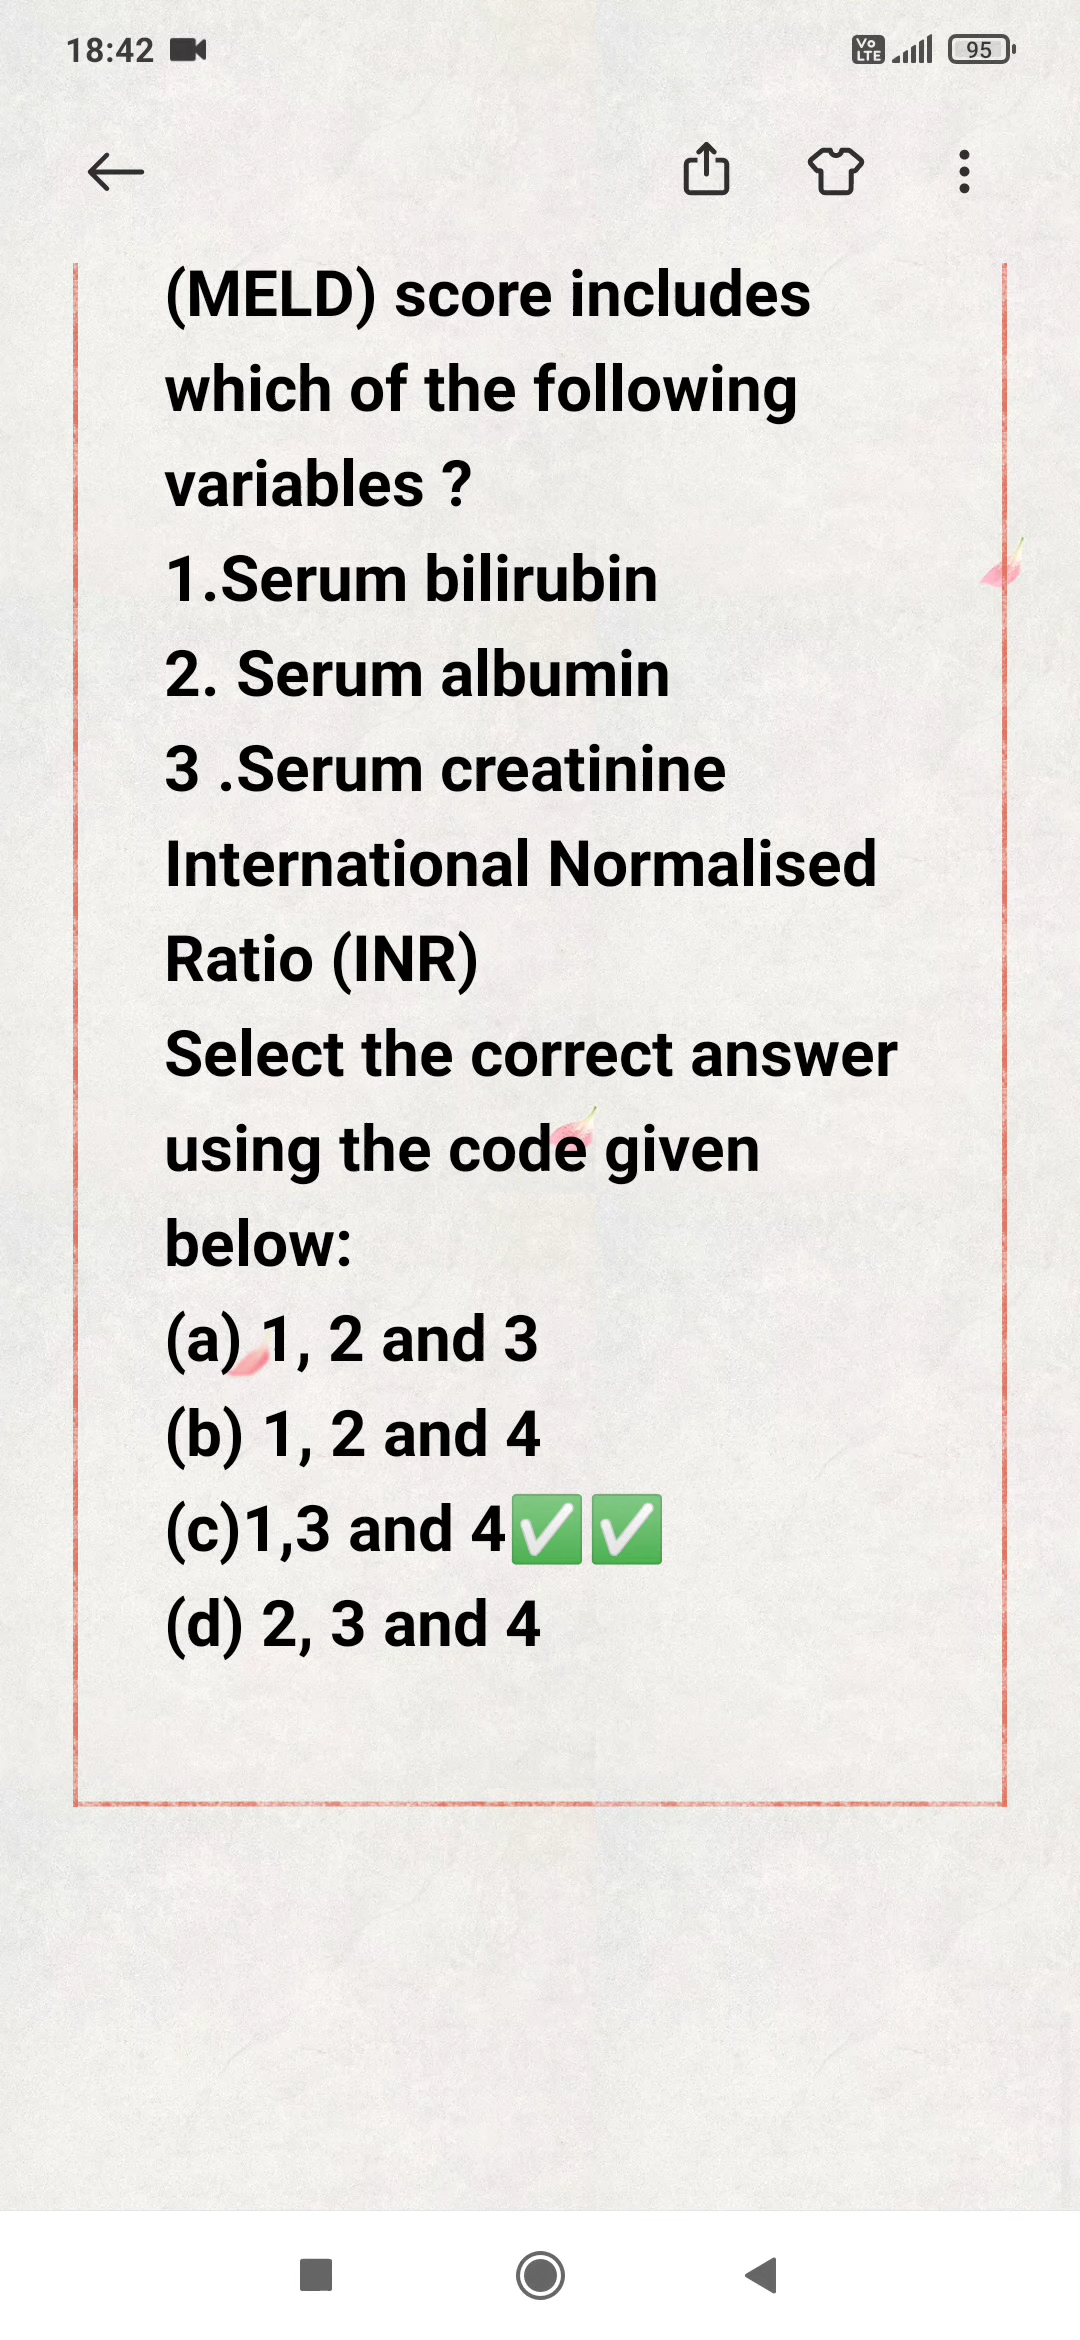 18:42
Vo LTE
95
(MELD) score includes
which of the following
variables ?
1.Serum bilirubin
2. Serum albumin
3 .Serum creatinine
International Normalised
Ratio (INR)
Select the correct answer
using the code given
below:
(a) 1, 2 and 3
(b) 1, 2 and 4
(c)1,3 and 4✅✅
(d) 2, 3 and 4